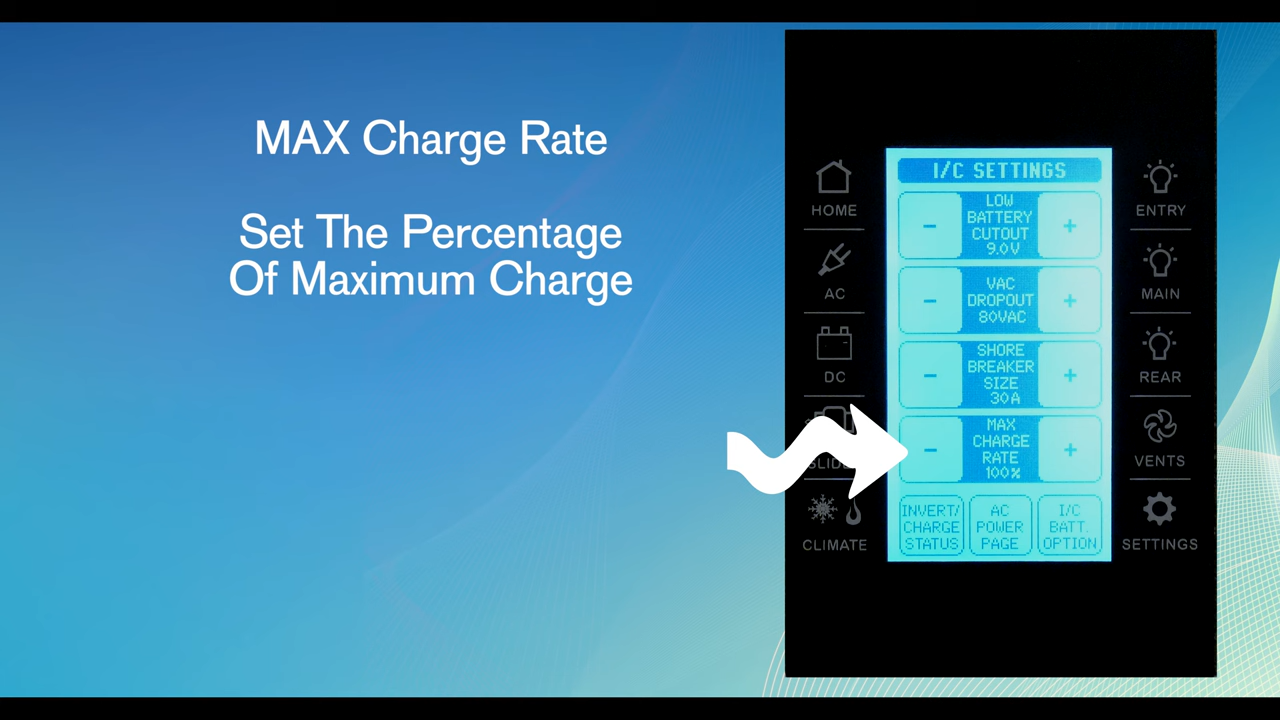 MAX Charge Rate
Set The Percentage
Of Maximum Charge
HOME
AC
DC
CLIMATE
I/C SETTINGS
-
LOW
BATTERY
CUTOUT
9.0V
+
-
VAC
DROPOUT
80VAC
+
-
SHORE
BREAKER
SIZE
30A
+
-
MAX
CHARGE
RATE
100%
+
INVERT/
CHARGE
STATUS
AC
POWER
PAGE
I/C
BATT.
OPTION
ENTRY
MAIN
REAR
VENTS
SETTINGS